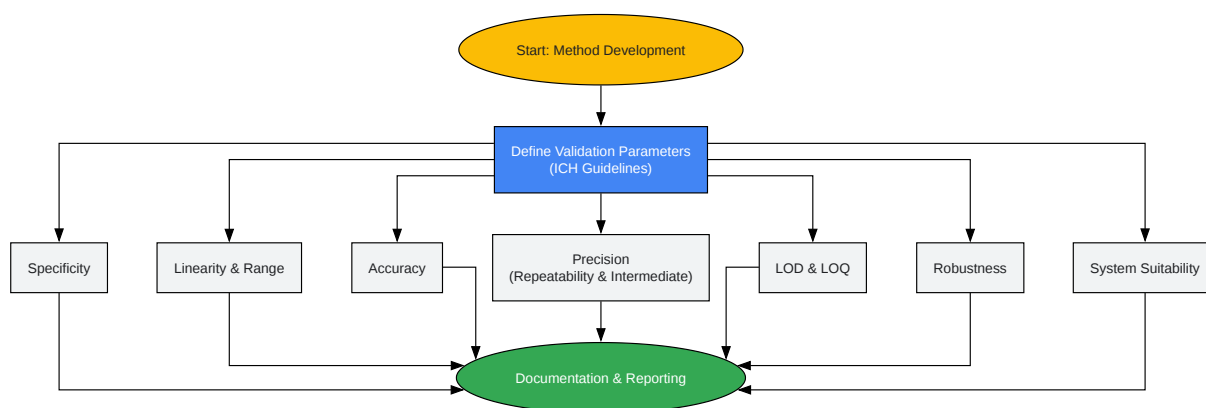 Start: Method Development
Define Validation Parameters
(ICH Guidelines)
Specificity
Linearity & Range
Accuracy
Precision
(Repeatability & Intermediate)
LOD & LOQ
Robustness
System Suitability
Documentation & Reporting